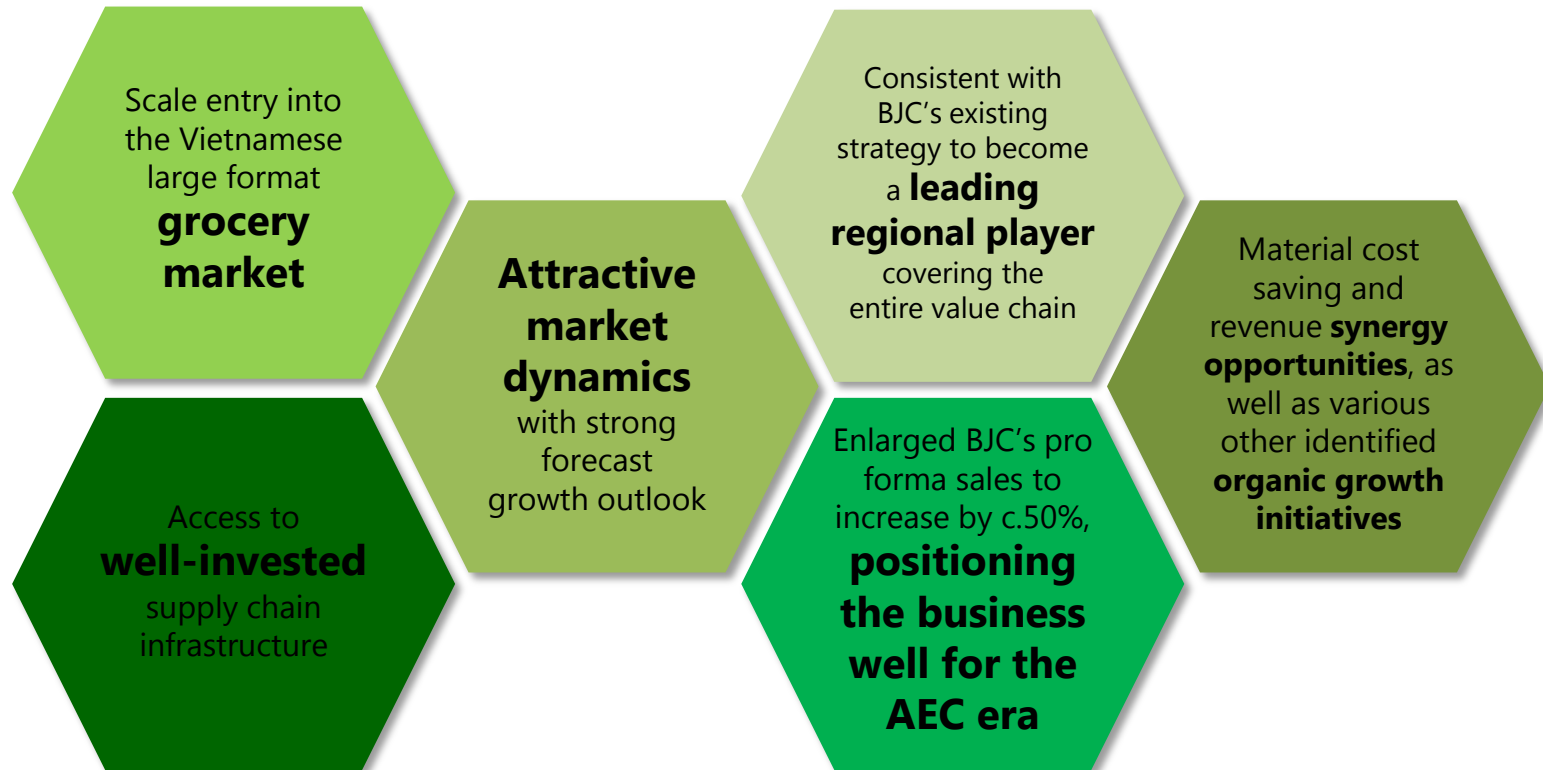 Scale entry into
the Vietnamese
large format
grocery
market
Access to
well-invested
supply chain
infrastructure
Attractive
market
dynamics
with strong
forecast
growth outlook
Consistent with
BJC’s existing
strategy to become
a leading
regional player
covering the
entire value chain
Enlarged BJC’s pro
forma sales to
increase by c.50%,
positioning
the business
well for the
AEC era
Material cost
saving and
revenue synergy
opportunities, as
well as various
other identified
organic growth
initiatives